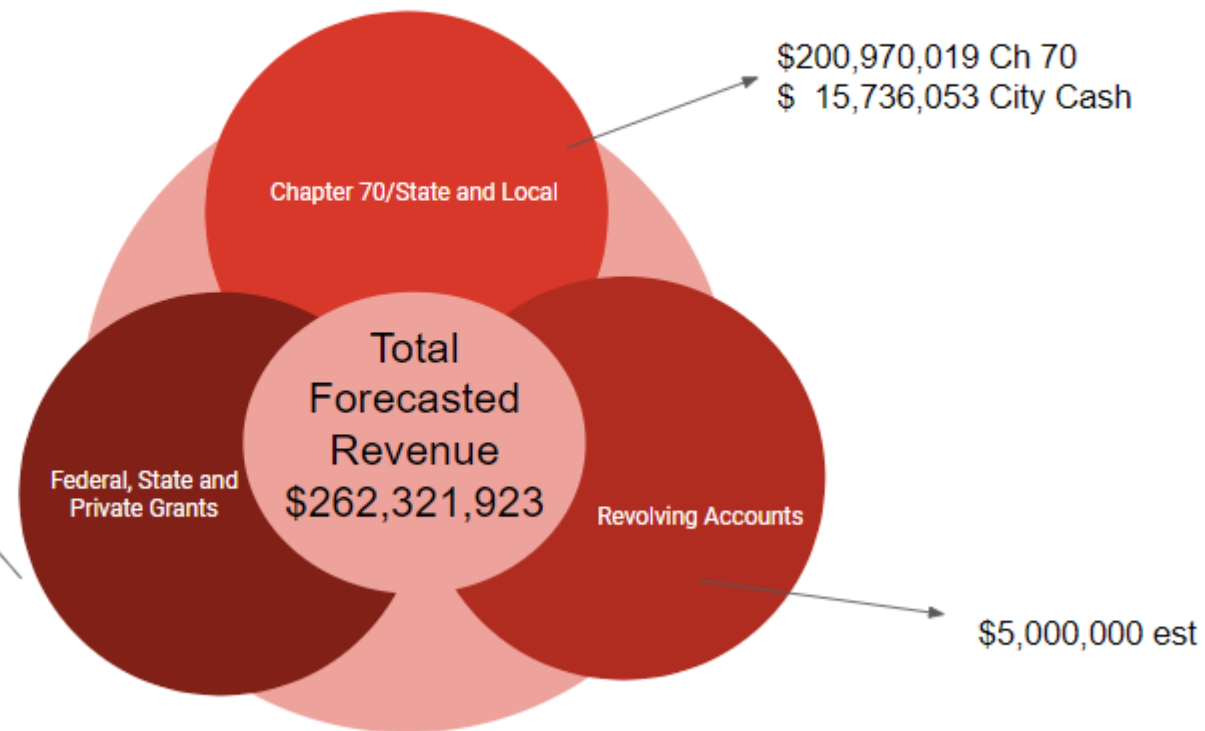 $200,970,019 Ch 70
$ 15,736,053 City Cash
Chapter 70/State and Local
Total
Forecasted
Revenue
$262,321,923
Federal, State and
Private Grants
Revolving Accounts
$5,000,000 est